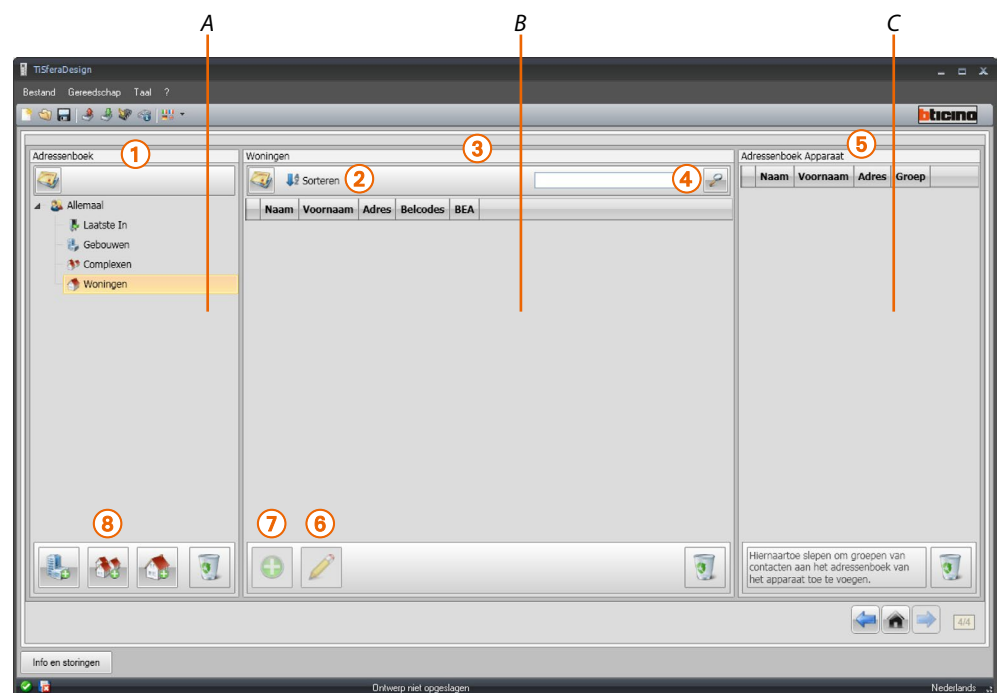 A B C
TiSferaDesign
Bestand Gereedschap Taal ?
bticino
Adressenboek 1
Woningen 3
Adressenboek Apparaat 5
Sorteren 2 4
Naam Voornaam Adres Groep
Allemaal
Laatste In
Gebouwen
Complexen
Woningen
Naam Voornaam Adres Belcodes BEA
8 7 6
Hiernaartoe slepen om groepen van
contacten aan het adressenboek van
het apparaat toe te voegen.
4/4
Info en storingen
Ontwerp niet opgeslagen
Nederlands